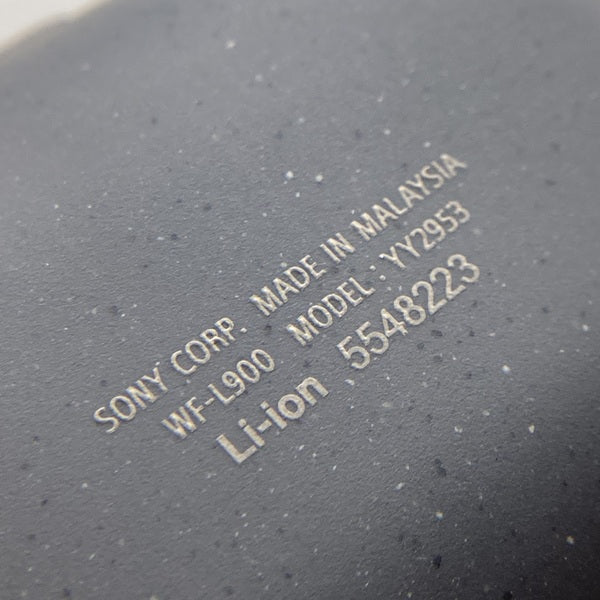 SONY CORP. MADE IN MALAYSIA
WF-L900 MODEL : YY2953
Li-ion 5548223